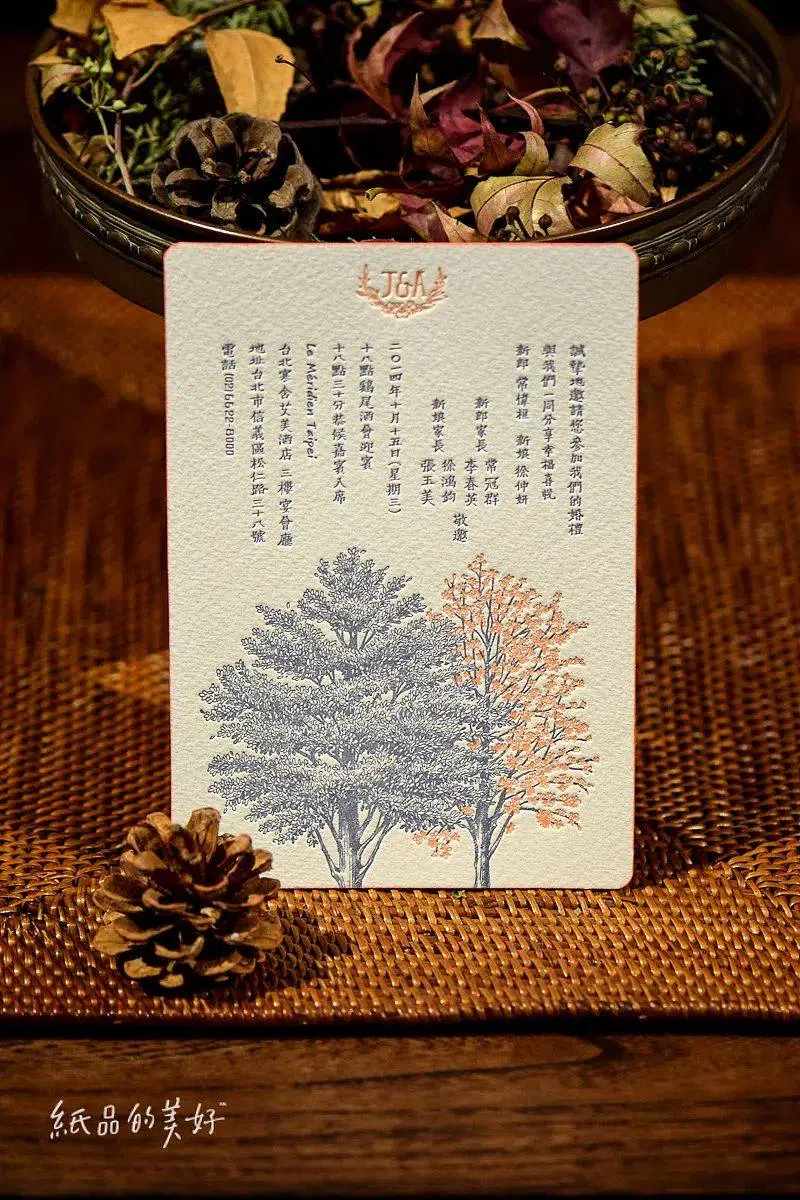 J&A
誠摯地邀請您參加我們的婚禮
與我們一同分享幸福喜悅
新郎 常偉桓 新娘 徐仲妍
新郎家長 常冠群
李春英
新娘家長 徐鴻鈞
張玉美
敬邀
二〇一四年十月十五日(星期三)
十八點雞尾酒會迎賓
十八點三十分恭候嘉賓入席
Le Méridien Taipei
台北寒舍艾美酒店 三樓宴會廳
地址 台北市信義區松仁路三十八號
電話 (02)6622-8000
紙品的美好